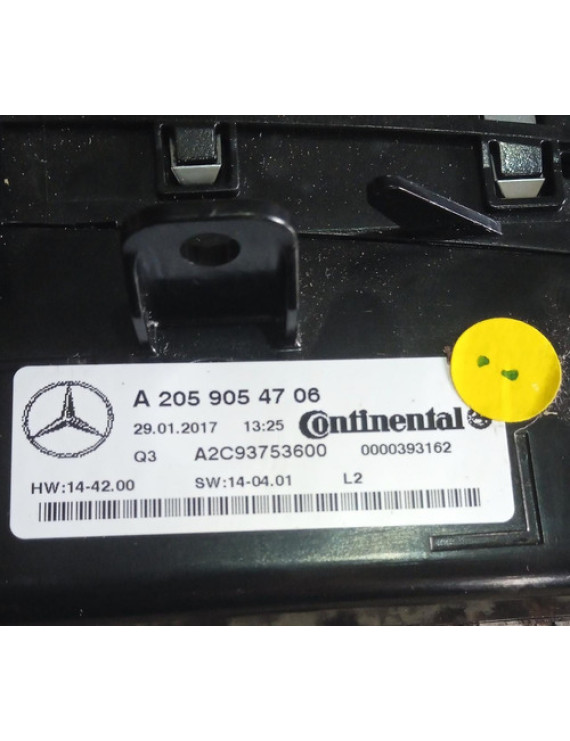 A 205 905 47 06
29.01.2017 13:25 Continental
Q3 A2C93753600 0000393162
HW:14-42.00 SW:14-04.01 L2